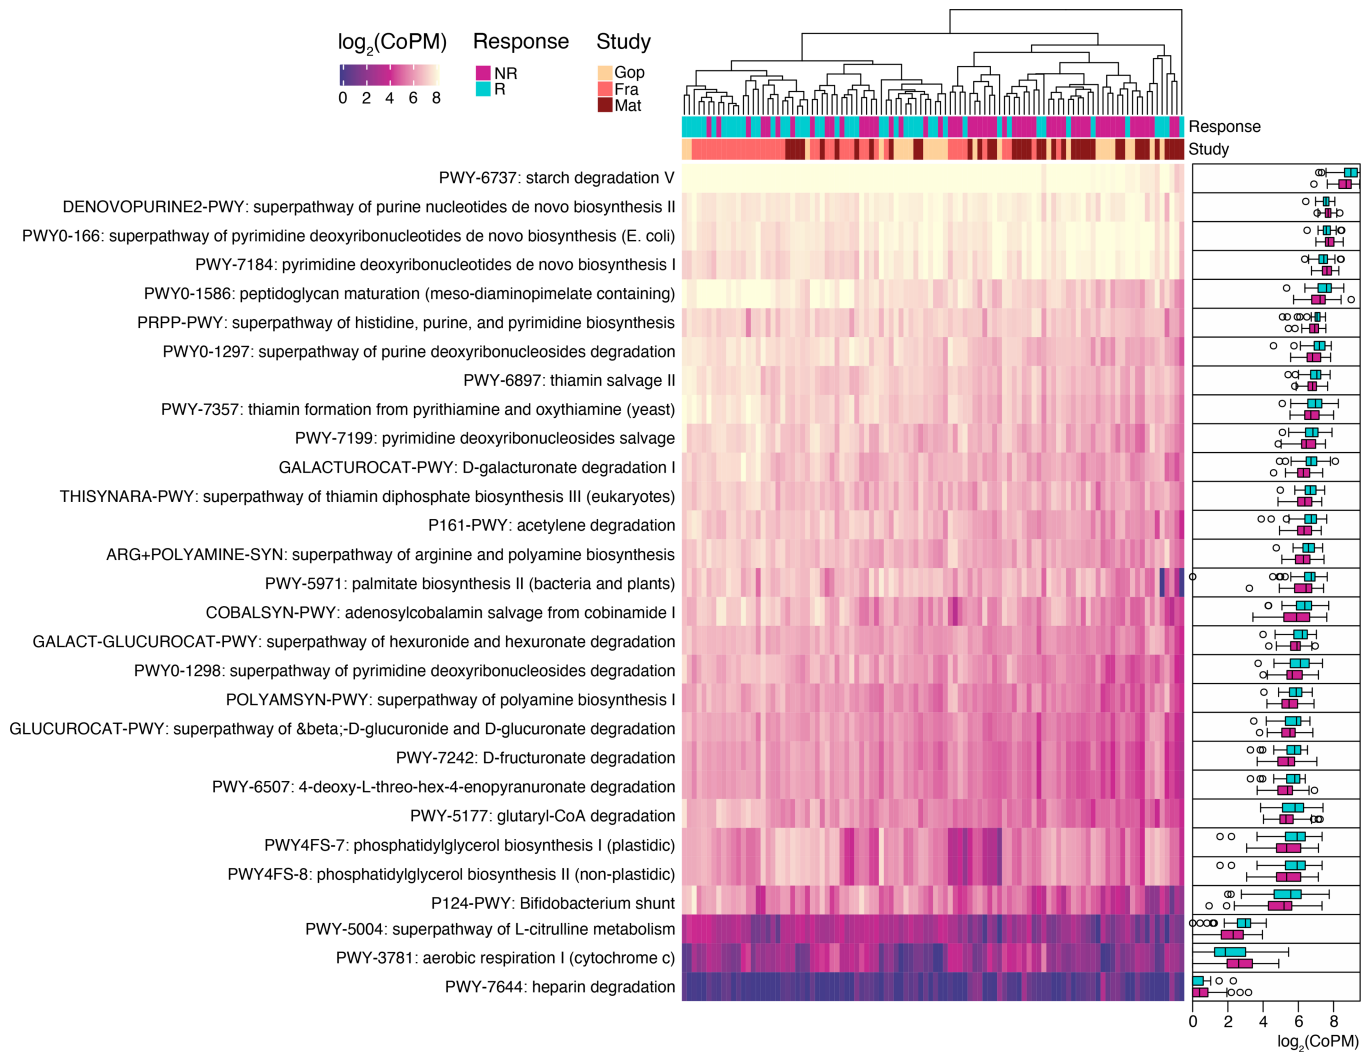 log2(CoPM)
0 2 4 6 8
Response
NR
R
Study
Gop
Fra
Mat
Response
Study
PWY-6737: starch degradation V
DENOVOPURINE2-PWY: superpathway of purine nucleotides de novo biosynthesis II
PWY0-166: superpathway of pyrimidine deoxyribonucleotides de novo biosynthesis (E. coli)
PWY-7184: pyrimidine deoxyribonucleotides de novo biosynthesis I
PWY0-1586: peptidoglycan maturation (meso-diaminopimelate containing)
PRPP-PWY: superpathway of histidine, purine, and pyrimidine biosynthesis
PWY0-1297: superpathway of purine deoxyribonucleosides degradation
PWY-6897: thiamin salvage II
PWY-7357: thiamin formation from pyrithiamine and oxythiamine (yeast)
PWY-7199: pyrimidine deoxyribonucleosides salvage
GALACTUROCAT-PWY: D-galacturonate degradation I
THISYNARA-PWY: superpathway of thiamin diphosphate biosynthesis III (eukaryotes)
P161-PWY: acetylene degradation
ARG+POLYAMINE-SYN: superpathway of arginine and polyamine biosynthesis
PWY-5971: palmitate biosynthesis II (bacteria and plants)
COBALSYN-PWY: adenosylcobalamin salvage from cobinamide I
GALACT-GLUCUROCAT-PWY: superpathway of hexuronide and hexuronate degradation
PWY0-1298: superpathway of pyrimidine deoxyribonucleosides degradation
POLYAMSYN-PWY: superpathway of polyamine biosynthesis I
GLUCUROCAT-PWY: superpathway of &beta;-D-glucuronide and D-glucuronate degradation
PWY-7242: D-fructuronate degradation
PWY-6507: 4-deoxy-L-threo-hex-4-enopyranuronate degradation
PWY-5177: glutaryl-CoA degradation
PWY4FS-7: phosphatidylglycerol biosynthesis I (plastidic)
PWY4FS-8: phosphatidylglycerol biosynthesis II (non-plastidic)
P124-PWY: Bifidobacterium shunt
PWY-5004: superpathway of L-citrulline metabolism
PWY-3781: aerobic respiration I (cytochrome c)
PWY-7644: heparin degradation
0 2 4 6 8
log2(CoPM)